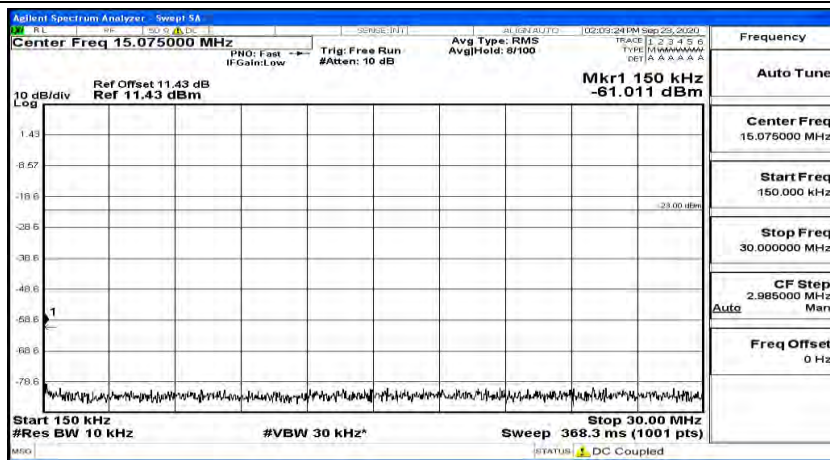 Agilent Spectrum Analyzer - Swept SA
RL RF 50 Ω DC SENSE:INT ALIGN AUTO 02:03:24 PM Sep 23, 2020
Center Freq 15.075000 MHz
PNO: Fast
IFGain:Low
Trig: Free Run
#Atten: 10 dB
Avg Type: RMS
Avg|Hold: 8/100
TRACE 1 2 3 4 5 6
TYPE MWWWWW
DET A A A A A A
Mkr1 150 kHz
-61.011 dBm
Ref Offset 11.43 dB
Ref 11.43 dBm
10 dB/div
Log
1.43
-8.57
-18.6
-23.00 dBm
-28.6
-38.6
-48.6
1
-58.6
-68.6
-78.6
Start 150 kHz
Stop 30.00 MHz
#Res BW 10 kHz
#VBW 30 kHz*
Sweep 368.3 ms (1001 pts)
MSG
STATUS DC Coupled
Frequency
Auto Tune
Center Freq
15.075000 MHz
Start Freq
150.000 kHz
Stop Freq
30.000000 MHz
CF Step
2.985000 MHz
Auto Man
Freq Offset
0 Hz